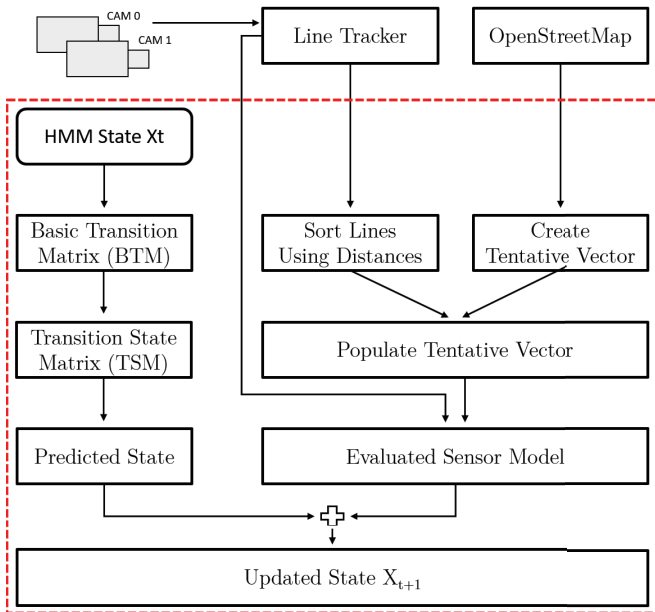 CAM 0
CAM 1
Line Tracker
OpenStreetMap
HMM State Xt
Basic Transition
Matrix (BTM)
Sort Lines
Using Distances
Create
Tentative Vector
Transition State
Matrix (TSM)
Populate Tentative Vector
Predicted State
Evaluated Sensor Model
Updated State X_{t+1}